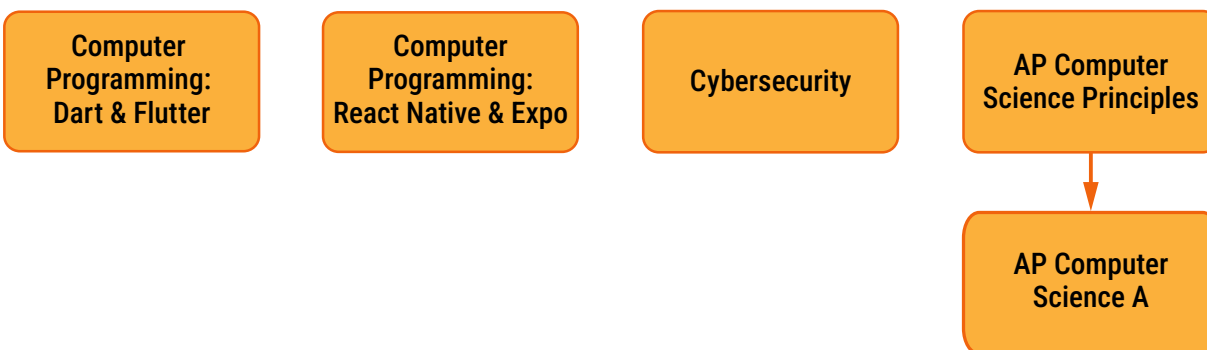 Computer
Programming:
Dart & Flutter
Computer
Programming:
React Native & Expo
Cybersecurity
AP Computer
Science Principles
AP Computer
Science A